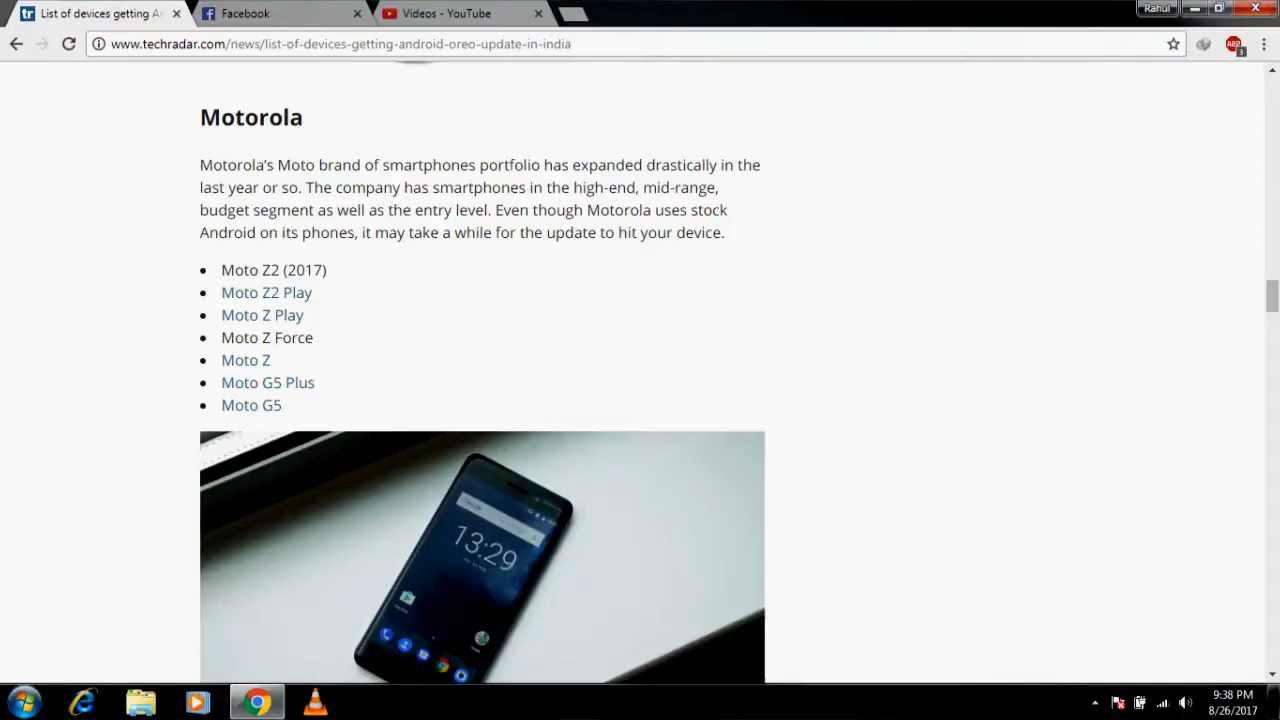 List of devices getting A
Facebook
Videos - YouTube
Rahul
www.techradar.com/news/list-of-devices-getting-android-oreo-update-in-india
ABP
3
Motorola
Motorola's Moto brand of smartphones portfolio has expanded drastically in the
last year or so. The company has smartphones in the high-end, mid-range,
budget segment as well as the entry level. Even though Motorola uses stock
Android on its phones, it may take a while for the update to hit your device.
• Moto Z2 (2017)
• Moto Z2 Play
• Moto Z Play
• Moto Z Force
• Moto Z
• Moto G5 Plus
• Moto G5
13:29
9:38 PM
8/26/2017